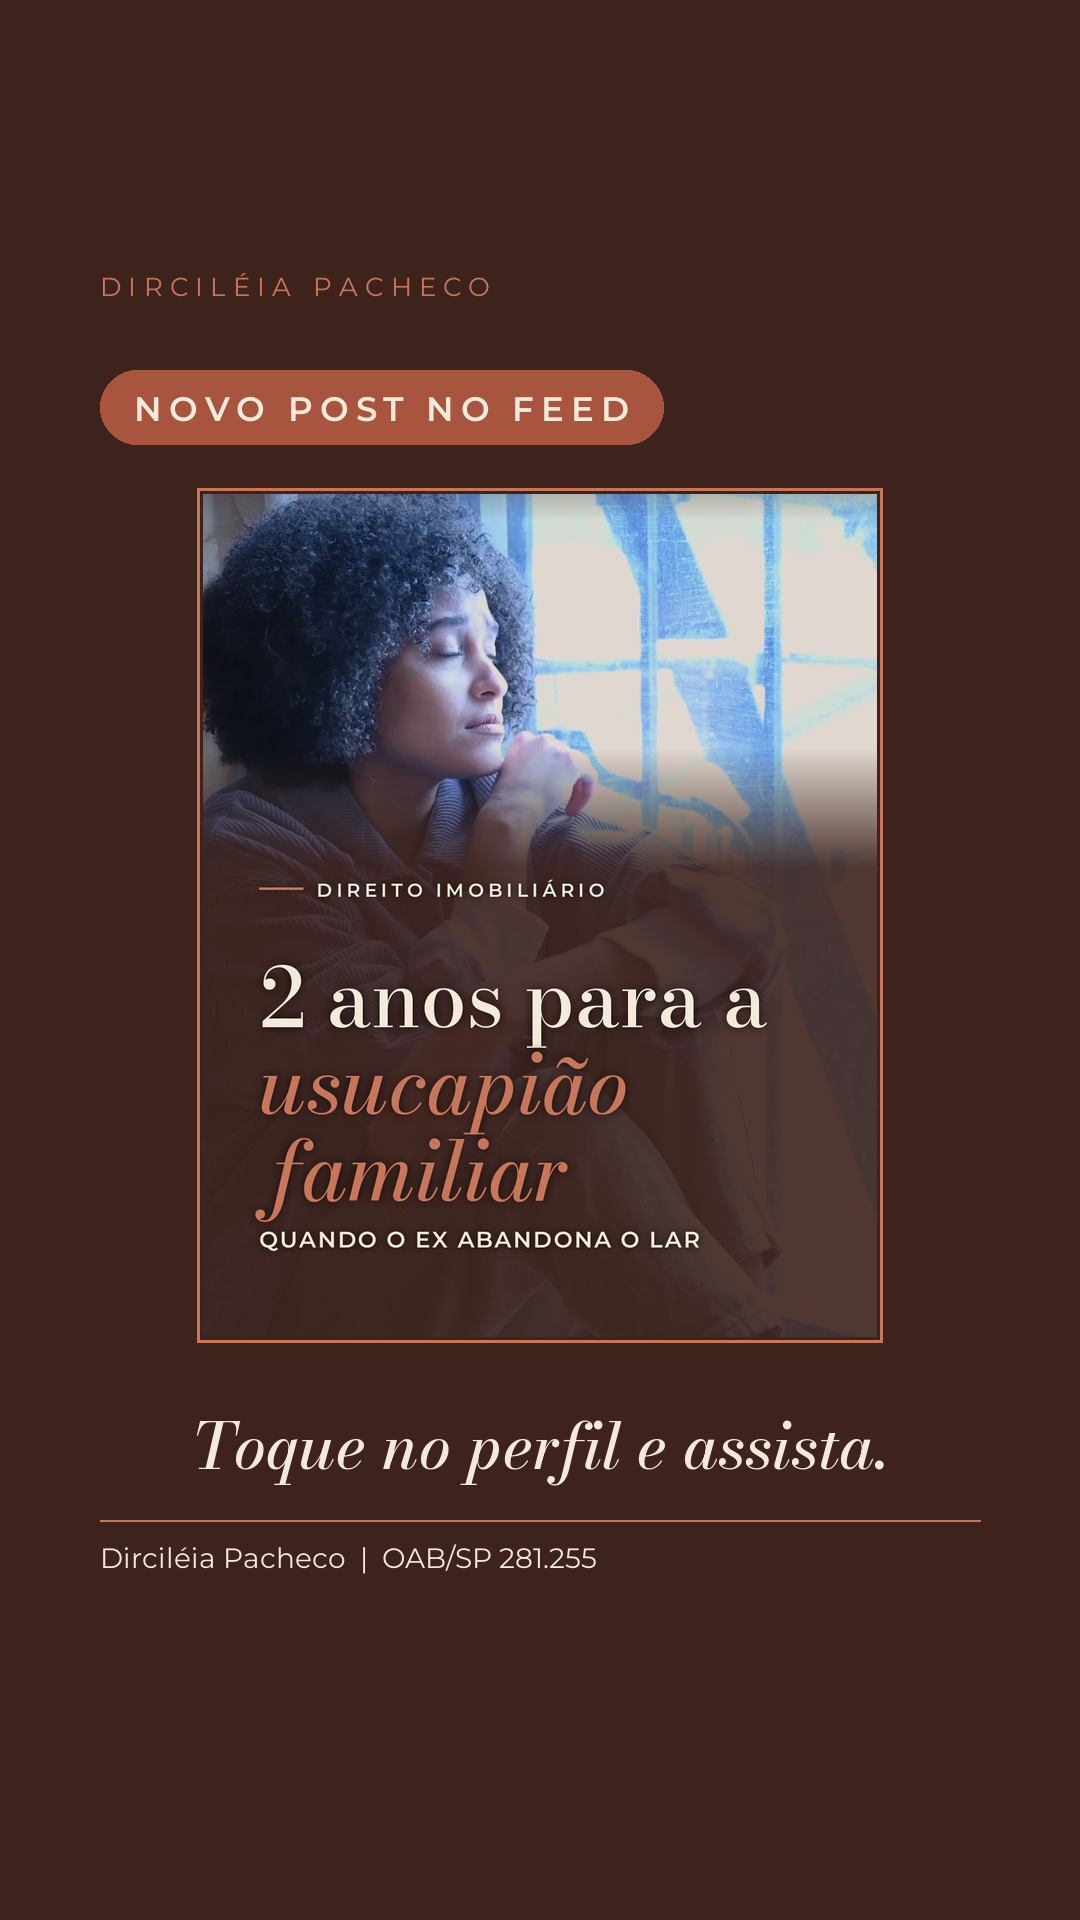 DIRCILÉIA PACHECO
NOVO POST NO FEED
DIREITO IMOBILIÁRIO
2 anos para a
usucapião
familiar
QUANDO O EX ABANDONA O LAR
Toque no perfil e assista.
Dirciléia Pacheco | OAB/SP 281.255